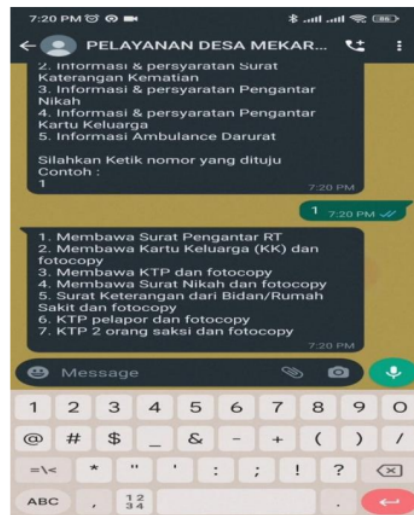 7:20 PM
86
PELAYANAN DESA MEKAR...
2. Informasi & persyaratan Surat
Katerangan Kematian
3. Informasi & persyaratan Pengantar
Nikah
4. Informasi & persyaratan Pengantar
Kartu Keluarga
5. Informasi Ambulance Darurat
Silahkan Ketik nomor yang dituju
Contoh :
1
7:20 PM
1 7:20 PM
1. Membawa Surat Pengantar RT
2. Membawa Kartu Keluarga (KK) dan
fotocopy
3. Membawa KTP dan fotocopy
4. Membawa Surat Nikah dan fotocopy
5. Surat Keterangan dari Bidan/Rumah
Sakit dan fotocopy
6. KTP pelapor dan fotocopy
7. KTP 2 orang saksi dan fotocopy
7:20 PM
Message
1 2 3 4 5 6 7 8 9 0
@ # $ _ & - + ( ) /
=\< * " ' : ; ! ? 
ABC , 12 34 .